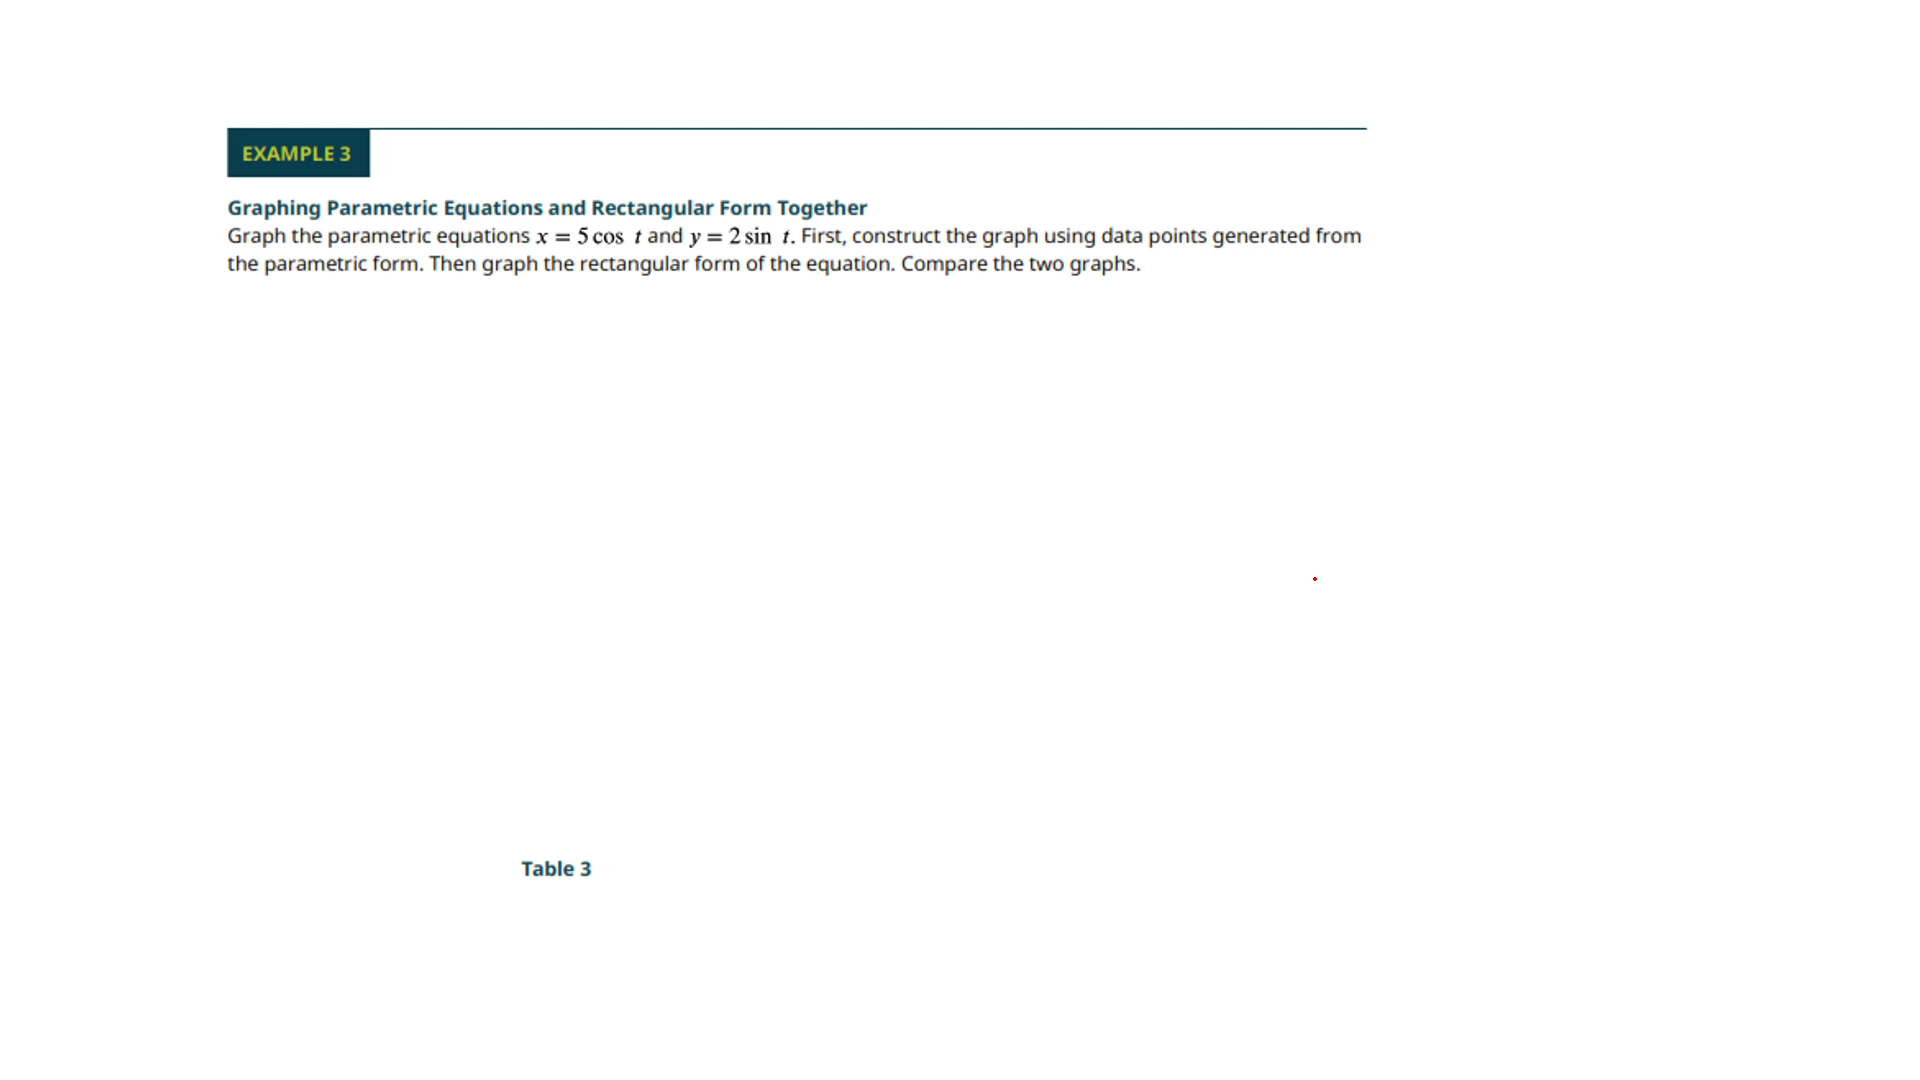 EXAMPLE 3
Graphing Parametric Equations and Rectangular Form Together
Graph the parametric equations x = 5 cos t and y = 2 sin t. First, construct the graph using data points generated from
the parametric form. Then graph the rectangular form of the equation. Compare the two graphs.
Table 3